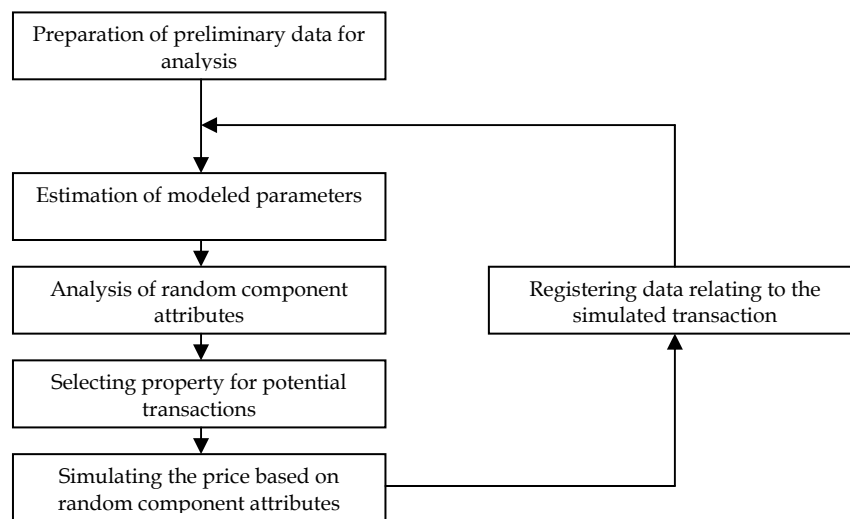 Preparation of preliminary data for
analysis
Estimation of modeled parameters
Analysis of random component
attributes
Registering data relating to the
simulated transaction
Selecting property for potential
transactions
Simulating the price based on
random component attributes